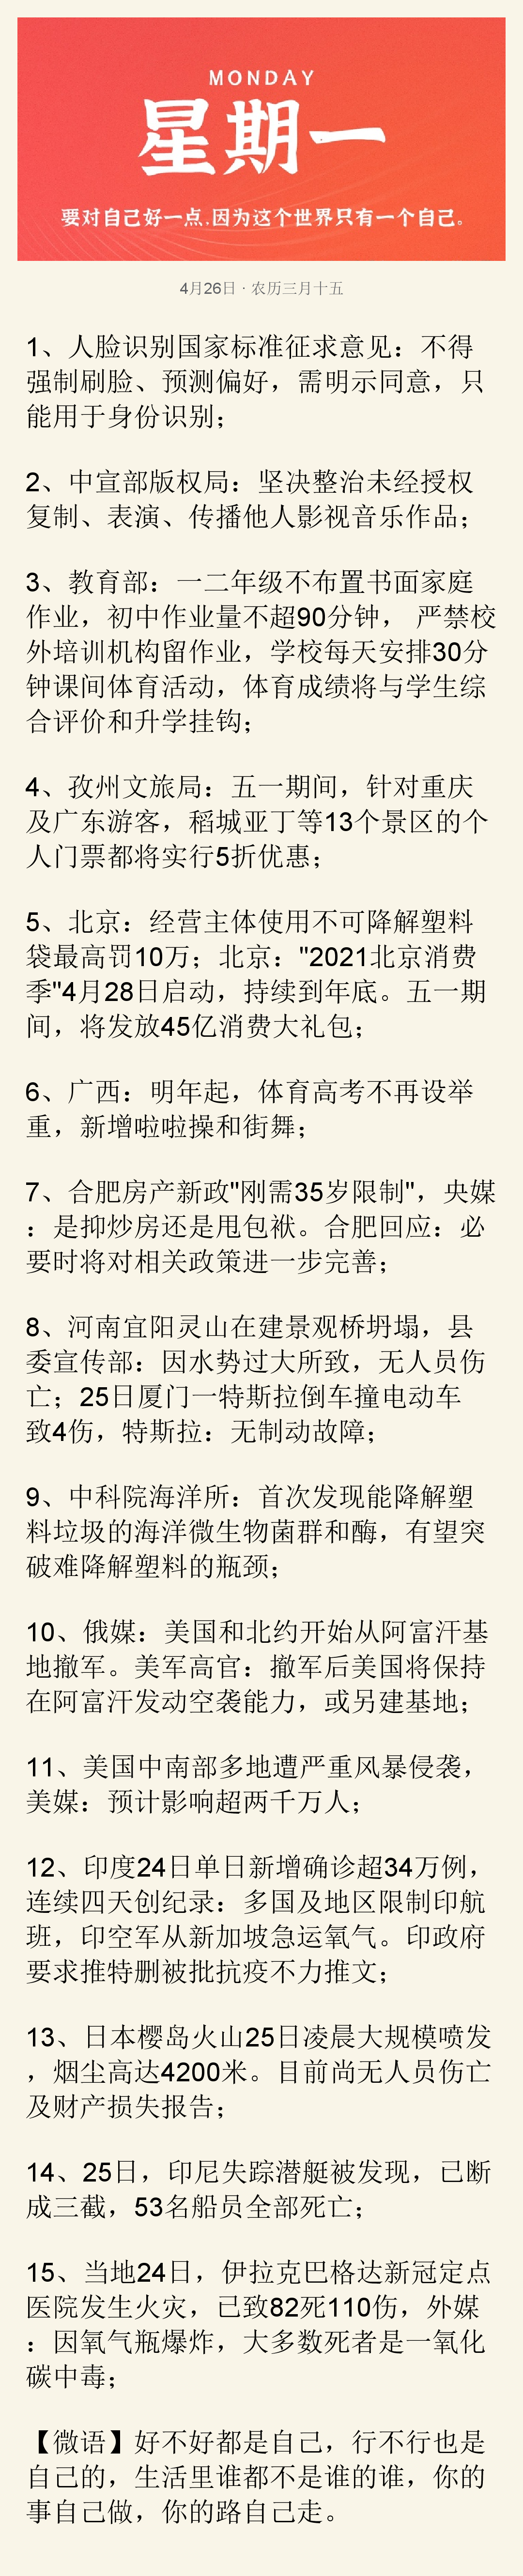 MONDAY
星期一
要对自己好一点,因为这个世界只有一个自己。
4月26日 · 农历三月十五
1、人脸识别国家标准征求意见：不得
强制刷脸、预测偏好，需明示同意，只
能用于身份识别；
2、中宣部版权局：坚决整治未经授权
复制、表演、传播他人影视音乐作品；
3、教育部：一二年级不布置书面家庭
作业，初中作业量不超90分钟， 严禁校
外培训机构留作业，学校每天安排30分
钟课间体育活动，体育成绩将与学生综
合评价和升学挂钩；
4、孜州文旅局：五一期间，针对重庆
及广东游客，稻城亚丁等13个景区的个
人门票都将实行5折优惠；
5、北京：经营主体使用不可降解塑料
袋最高罚10万；北京："2021北京消费
季"4月28日启动，持续到年底。五一期
间，将发放45亿消费大礼包；
6、广西：明年起，体育高考不再设举
重，新增啦啦操和街舞；
7、合肥房产新政"刚需35岁限制"，央媒
：是抑炒房还是甩包袱。合肥回应：必
要时将对相关政策进一步完善；
8、河南宜阳灵山在建景观桥坍塌，县
委宣传部：因水势过大所致，无人员伤
亡；25日厦门一特斯拉倒车撞电动车
致4伤，特斯拉：无制动故障；
9、中科院海洋所：首次发现能降解塑
料垃圾的海洋微生物菌群和酶，有望突
破难降解塑料的瓶颈；
10、俄媒：美国和北约开始从阿富汗基
地撤军。美军高官：撤军后美国将保持
在阿富汗发动空袭能力，或另建基地；
11、美国中南部多地遭严重风暴侵袭，
美媒：预计影响超两千万人；
12、印度24日单日新增确诊超34万例，
连续四天创纪录：多国及地区限制印航
班，印空军从新加坡急运氧气。印政府
要求推特删被批抗疫不力推文；
13、日本樱岛火山25日凌晨大规模喷发
，烟尘高达4200米。目前尚无人员伤亡
及财产损失报告；
14、25日，印尼失踪潜艇被发现，已断
成三截，53名船员全部死亡；
15、当地24日，伊拉克巴格达新冠定点
医院发生火灾，已致82死110伤，外媒
：因氧气瓶爆炸，大多数死者是一氧化
碳中毒；
【微语】好不好都是自己，行不行也是
自己的，生活里谁都不是谁的谁，你的
事自己做，你的路自己走。